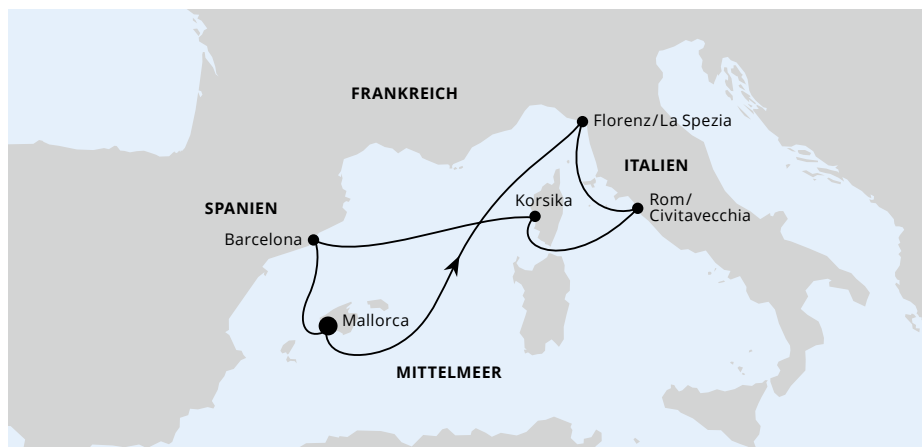 FRANKREICH
Florenz/La Spezia
ITALIEN
Korsika
Rom/
Civitavecchia
SPANIEN
Barcelona
Mallorca
MITTELMEER